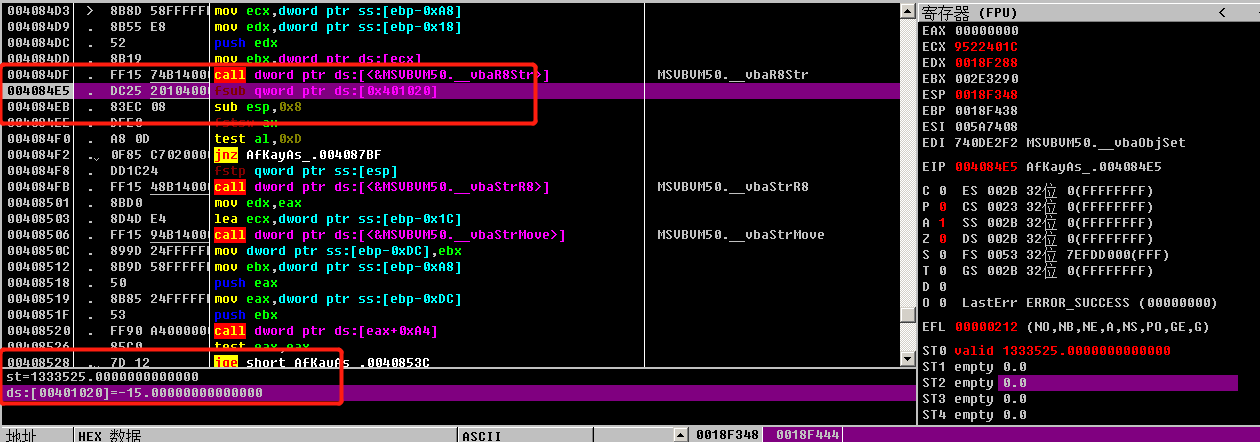 004084D3 > 8B8D 58FFFFFF mov ecx,dword ptr ss:[ebp-0xA8]
004084D9 . 8B55 E8 mov edx,dword ptr ss:[ebp-0x18]
004084DC . 52 push edx
004084DD . 8B19 mov ebx,dword ptr ds:[ecx]
004084DF . FF15 74B14000 call dword ptr ds:[<&MSVBVM50.__vbaR8Str>] MSVBVM50.__vbaR8Str
004084E5 . DC25 20104000 fsub qword ptr ds:[0x401020]
004084EB . 83EC 08 sub esp,0x8
004084EE . DFE0 fstsw ax
004084F0 . A8 0D test al,0xD
004084F2 . 0F85 C7020000 jnz AfKayAs_.004087BF
004084F8 . DD1C24 fstp qword ptr ss:[esp]
004084FB . FF15 48B14000 call dword ptr ds:[<&MSVBVM50.__vbaStrR8>] MSVBVM50.__vbaStrR8
00408501 . 8BD0 mov edx,eax
00408503 . 8D4D E4 lea ecx,dword ptr ss:[ebp-0x1C]
00408506 . FF15 94B14000 call dword ptr ds:[<&MSVBVM50.__vbaStrMove>] MSVBVM50.__vbaStrMove
0040850C . 899D 24FFFFFF mov dword ptr ss:[ebp-0xDC],ebx
00408512 . 8B9D 58FFFFFF mov ebx,dword ptr ss:[ebp-0xA8]
00408518 . 50 push eax
00408519 . 8B85 24FFFFFF mov eax,dword ptr ss:[ebp-0xDC]
0040851F . 53 push ebx
00408520 . FF90 A4000000 call dword ptr ds:[eax+0xA4]
00408526 . 85C0 test eax,eax
00408528 . 7D 12 jge short AfKayAs_.0040853C
st=1333525.0000000000000
ds:[00401020]=-15.00000000000000
地址 HEX 数据 ASCII 0018F348 0018F444
寄存器 (FPU) <
EAX 00000000
ECX 9522401C
EDX 0018F288
EBX 002E3290
ESP 0018F348
EBP 0018F438
ESI 005A7408
EDI 740DE2F2 MSVBVM50.__vbaObjSet
EIP 004084E5 AfKayAs_.004084E5
C 0 ES 002B 32位 0(FFFFFFFF)
P 0 CS 0023 32位 0(FFFFFFFF)
A 1 SS 002B 32位 0(FFFFFFFF)
Z 0 DS 002B 32位 0(FFFFFFFF)
S 0 FS 0053 32位 7EFDD000(FFF)
T 0 GS 002B 32位 0(FFFFFFFF)
D 0
O 0 LastErr ERROR_SUCCESS (00000000)
EFL 00000212 (NO,NB,NE,A,NS,PO,GE,G)
ST0 valid 1333525.0000000000000
ST1 empty 0.0
ST2 empty 0.0
ST3 empty 0.0
ST4 empty 0.0